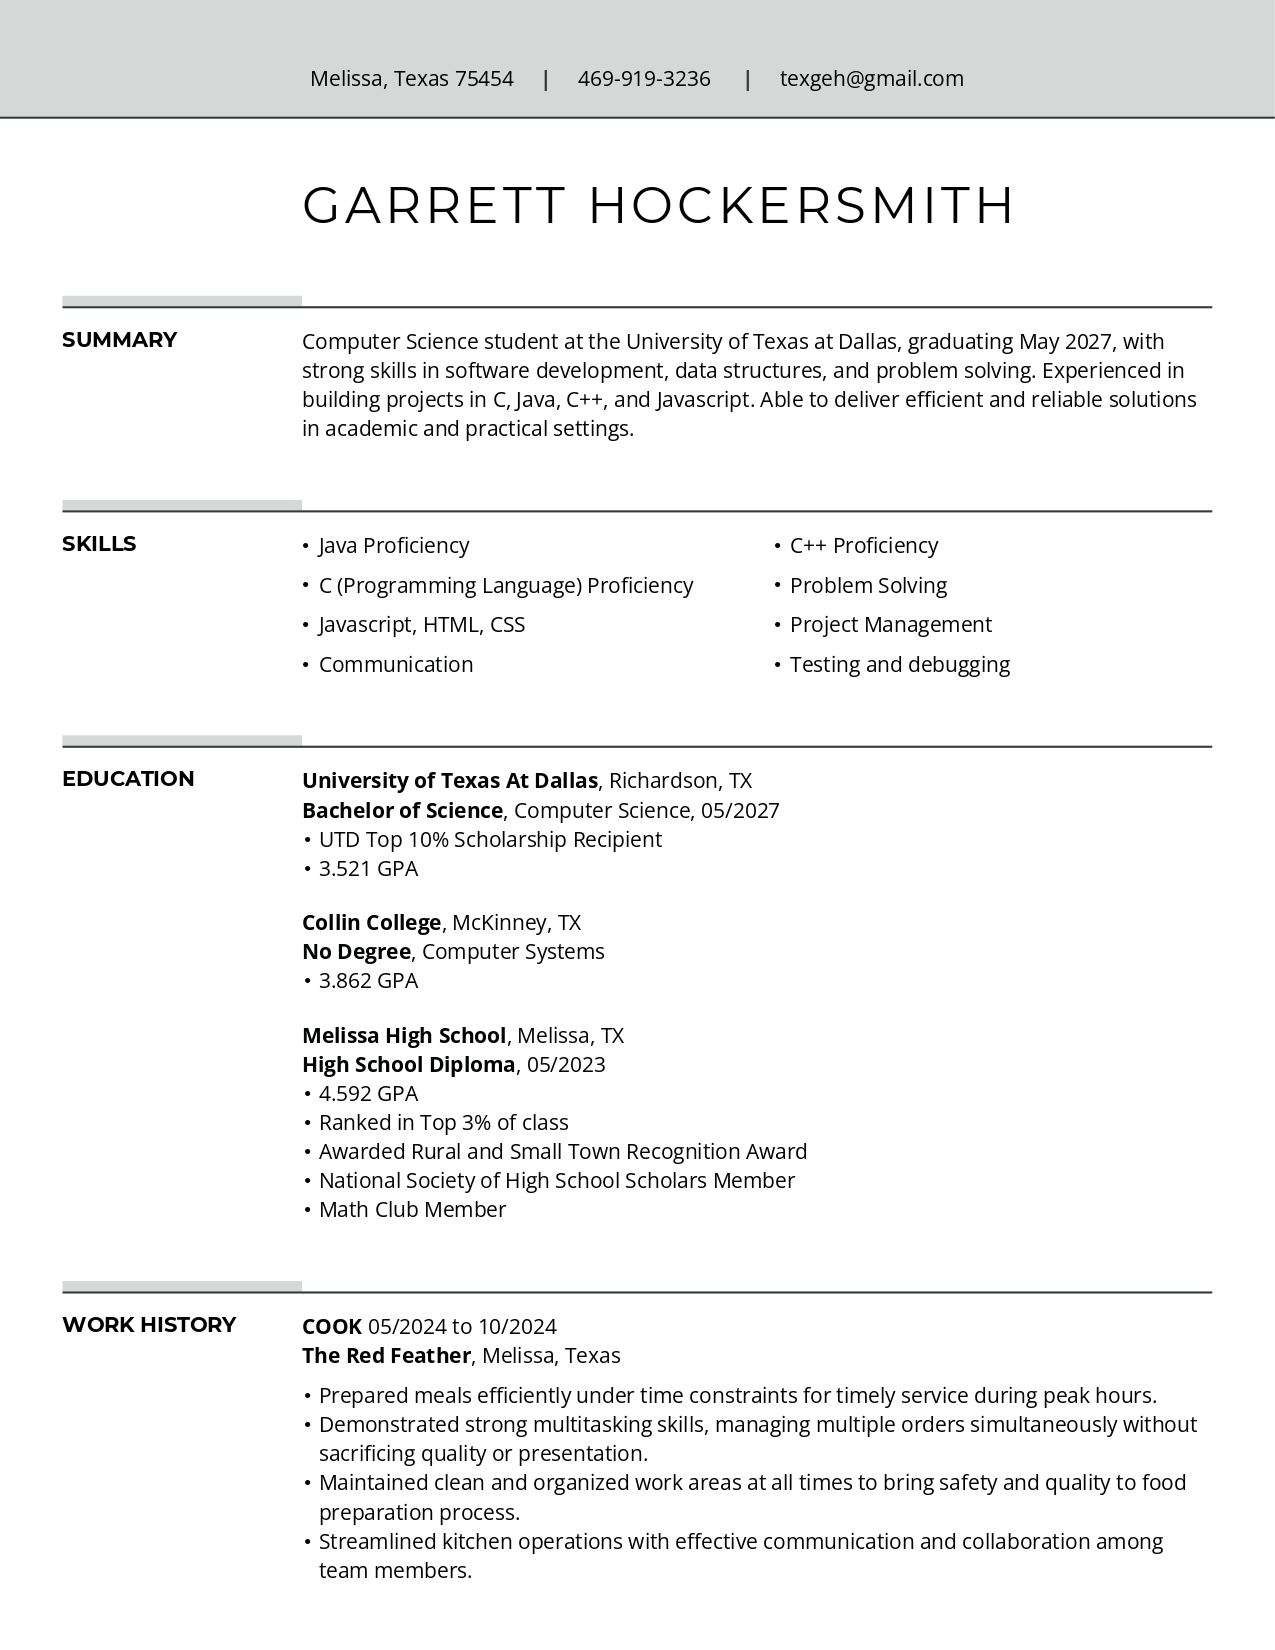 Melissa, Texas 75454 | 469-919-3236 | texgeh@gmail.com
GARRETT HOCKERSMITH
SUMMARY
Computer Science student at the University of Texas at Dallas, graduating May 2027, with
strong skills in software development, data structures, and problem solving. Experienced in
building projects in C, Java, C++, and Javascript. Able to deliver efficient and reliable solutions
in academic and practical settings.
SKILLS
• Java Proficiency
• C (Programming Language) Proficiency
• Javascript, HTML, CSS
• Communication
• C++ Proficiency
• Problem Solving
• Project Management
• Testing and debugging
EDUCATION
University of Texas At Dallas, Richardson, TX
Bachelor of Science, Computer Science, 05/2027
• UTD Top 10% Scholarship Recipient
• 3.521 GPA
Collin College, McKinney, TX
No Degree, Computer Systems
• 3.862 GPA
Melissa High School, Melissa, TX
High School Diploma, 05/2023
• 4.592 GPA
• Ranked in Top 3% of class
• Awarded Rural and Small Town Recognition Award
• National Society of High School Scholars Member
• Math Club Member
WORK HISTORY
COOK 05/2024 to 10/2024
The Red Feather, Melissa, Texas
• Prepared meals efficiently under time constraints for timely service during peak hours.
• Demonstrated strong multitasking skills, managing multiple orders simultaneously without
sacrificing quality or presentation.
• Maintained clean and organized work areas at all times to bring safety and quality to food
preparation process.
• Streamlined kitchen operations with effective communication and collaboration among
team members.